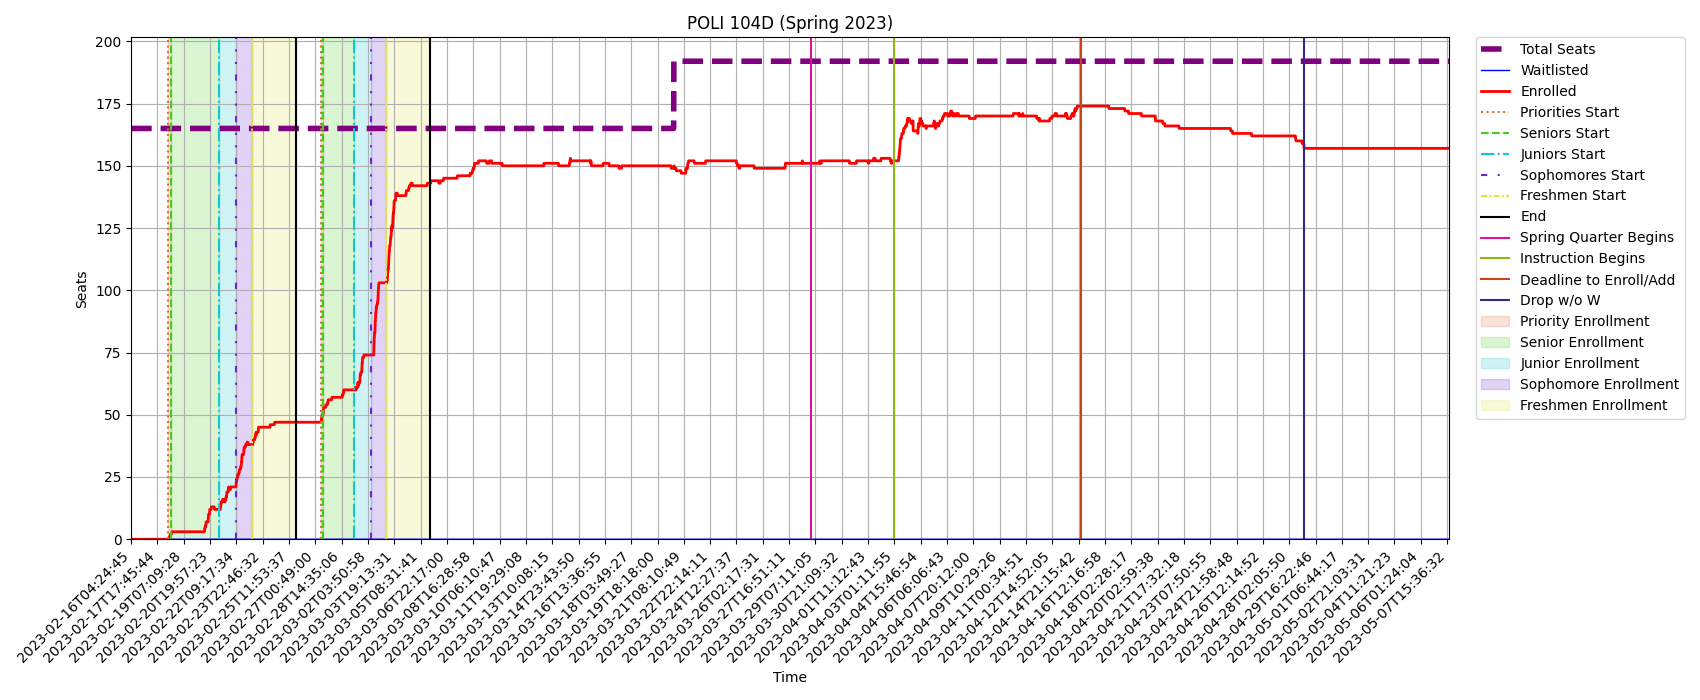 POLI 104D (Spring 2023)
200
175
150
125
100
75
50
25
0
Seats
2023-02-16T04:24:45
2023-02-17T17:45:44
2023-02-19T07:09:28
2023-02-20T19:57:23
2023-02-22T09:17:34
2023-02-23T22:46:32
2023-02-25T11:53:37
2023-02-27T00:49:00
2023-02-28T14:35:06
2023-03-02T03:50:58
2023-03-03T19:13:31
2023-03-05T08:31:41
2023-03-06T22:17:00
2023-03-08T16:28:58
2023-03-10T06:10:47
2023-03-11T19:29:08
2023-03-13T10:08:15
2023-03-14T23:43:50
2023-03-16T13:36:55
2023-03-18T03:49:27
2023-03-19T18:18:00
2023-03-21T08:10:49
2023-03-22T22:14:11
2023-03-24T12:27:37
2023-03-26T02:17:31
2023-03-27T16:51:11
2023-03-29T07:11:05
2023-03-30T21:09:32
2023-04-01T11:12:43
2023-04-03T01:11:55
2023-04-04T15:46:54
2023-04-06T06:06:43
2023-04-07T20:12:00
2023-04-09T10:29:26
2023-04-11T00:34:51
2023-04-12T14:52:05
2023-04-14T21:15:42
2023-04-16T12:16:58
2023-04-18T02:28:17
2023-04-20T02:59:38
2023-04-21T17:32:18
2023-04-23T07:50:55
2023-04-24T21:58:48
2023-04-26T12:14:52
2023-04-28T02:05:50
2023-04-29T16:22:46
2023-05-01T06:44:17
2023-05-02T21:03:31
2023-05-04T11:21:23
2023-05-06T01:24:04
2023-05-07T15:36:32
Time
Total Seats
Waitlisted
Enrolled
Priorities Start
Seniors Start
Juniors Start
Sophomores Start
Freshmen Start
End
Spring Quarter Begins
Instruction Begins
Deadline to Enroll/Add
Drop w/o W
Priority Enrollment
Senior Enrollment
Junior Enrollment
Sophomore Enrollment
Freshmen Enrollment